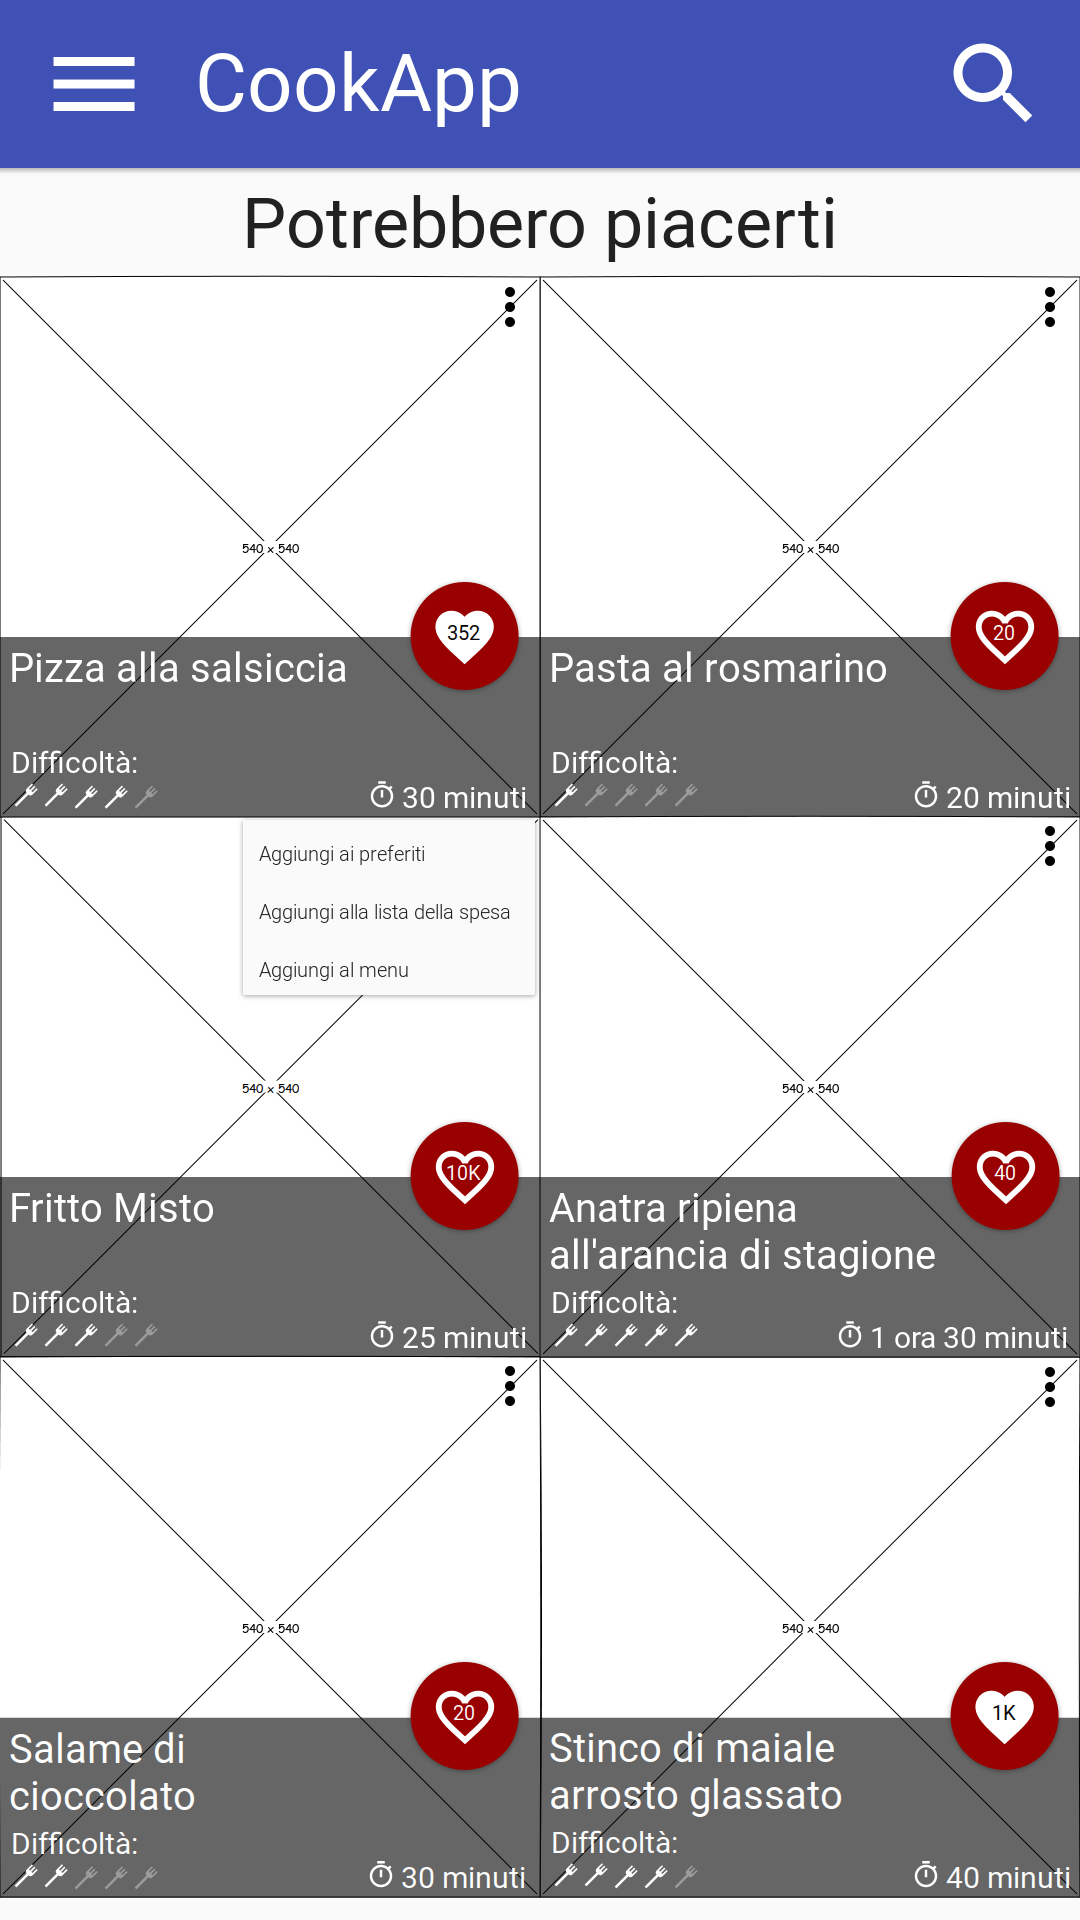 CookApp
Potrebbero piacerti
540 × 540
352
Pizza alla salsiccia
Difficoltà:
30 minuti
540 × 540
20
Pasta al rosmarino
Difficoltà:
20 minuti
Aggiungi ai preferiti
Aggiungi alla lista della spesa
Aggiungi al menu
540 × 540
10K
Fritto Misto
Difficoltà:
25 minuti
540 × 540
40
Anatra ripiena
all'arancia di stagione
Difficoltà:
1 ora 30 minuti
540 × 540
20
Salame di
cioccolato
Difficoltà:
30 minuti
540 × 540
1K
Stinco di maiale
arrosto glassato
Difficoltà:
40 minuti